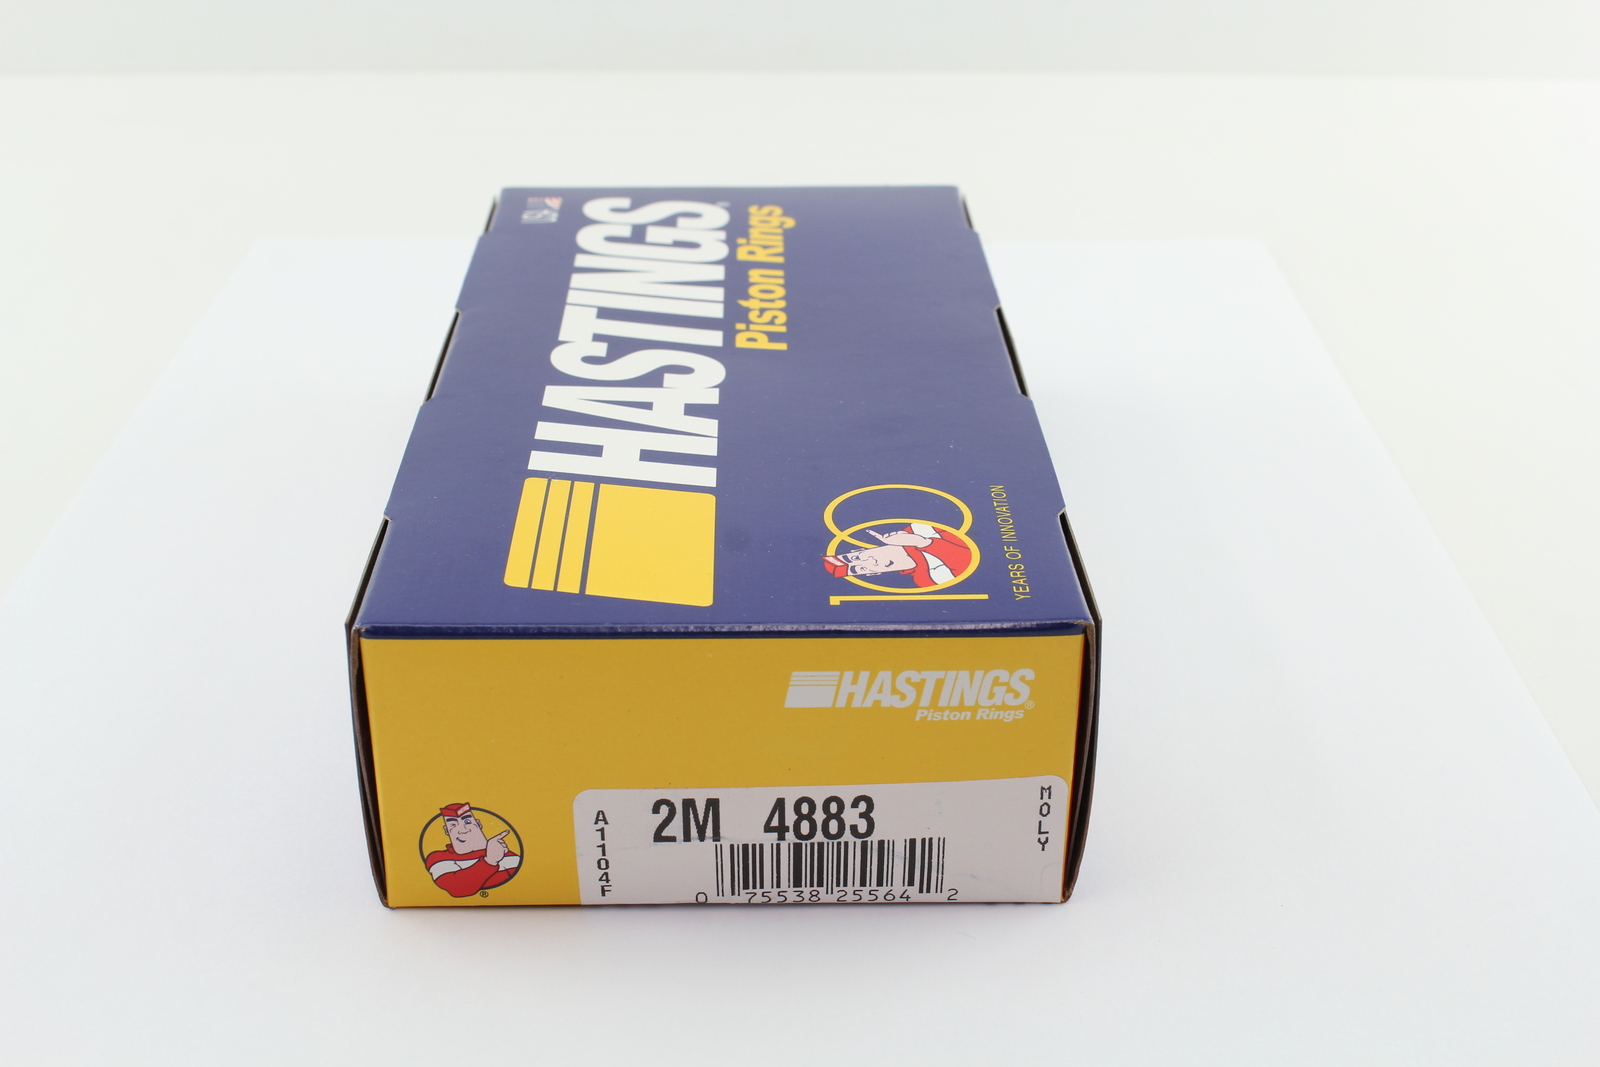 USA
HASTINGS®
Piston Rings
100
YEARS OF INNOVATION
HASTINGS®
Piston Rings
A1104F
2M 4883
MOLY
0 75538 25564 2
®